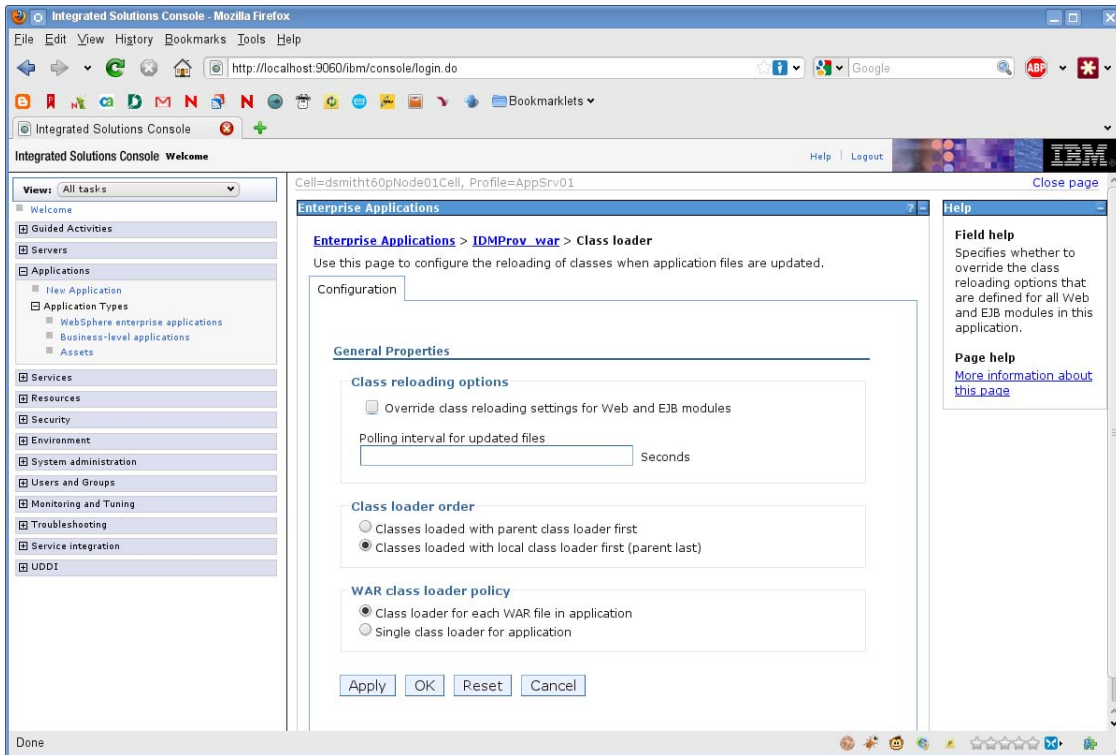 Integrated Solutions Console - Mozilla Firefox
File Edit View History Bookmarks Tools Help
http://localhost:9060/ibm/console/login.do
Google
ABP
Bookmarklets
Integrated Solutions Console
Integrated Solutions Console Welcome
Help | Logout
IBM
View: All tasks
Welcome
Guided Activities
Servers
Applications
New Application
Application Types
WebSphere enterprise applications
Business-level applications
Assets
Services
Resources
Security
Environment
System administration
Users and Groups
Monitoring and Tuning
Troubleshooting
Service integration
UDDI
Cell=dsmitht60pNode01Cell, Profile=AppSrv01
Close page
Enterprise Applications
Enterprise Applications > IDMProv_war > Class loader
Use this page to configure the reloading of classes when application files are updated.
Configuration
General Properties
Class reloading options
Override class reloading settings for Web and EJB modules
Polling interval for updated files
Seconds
Class loader order
Classes loaded with parent class loader first
Classes loaded with local class loader first (parent last)
WAR class loader policy
Class loader for each WAR file in application
Single class loader for application
Apply OK Reset Cancel
Help
Field help
Specifies whether to
override the class
reloading options that
are defined for all Web
and EJB modules in this
application.
Page help
More information about
this page
Done